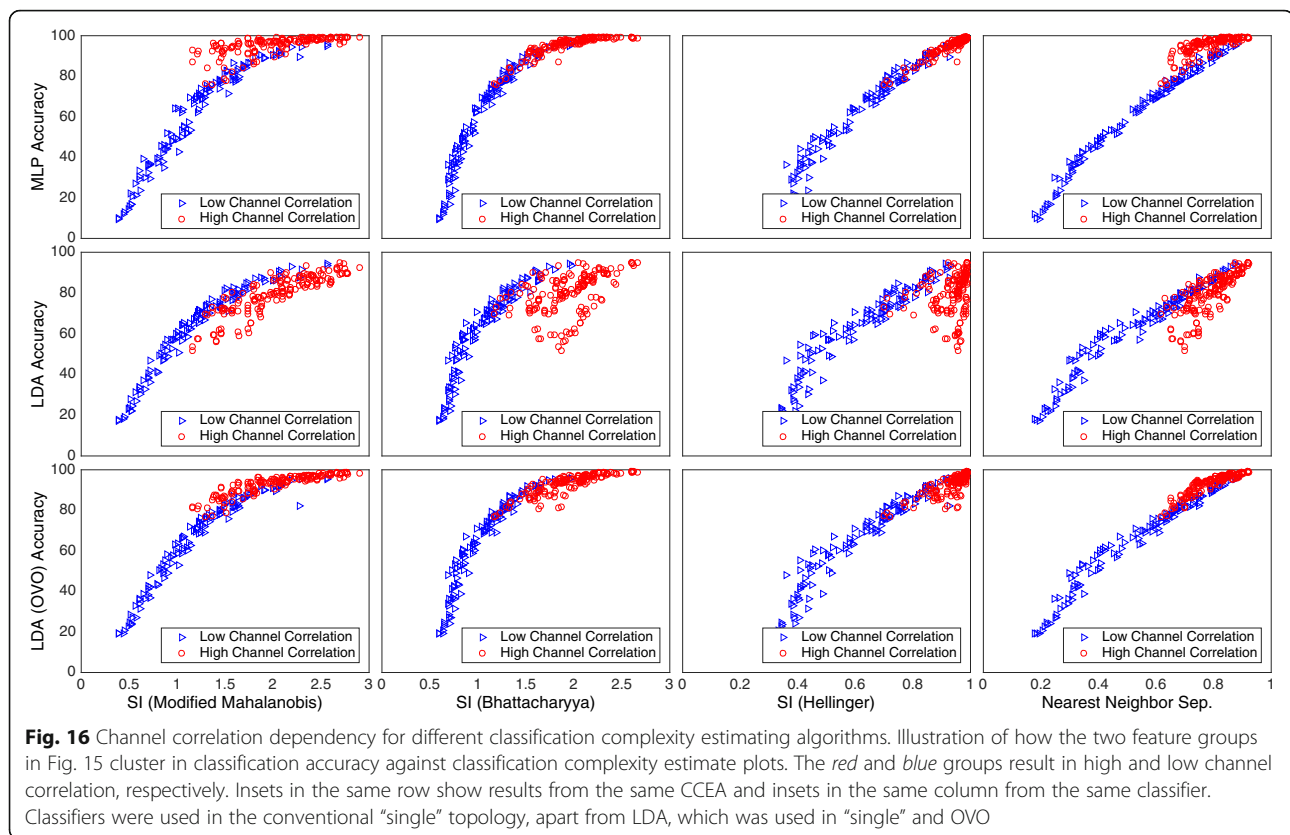 100
80
60
40
20
0
MLP Accuracy
Low Channel Correlation
High Channel Correlation
Low Channel Correlation
High Channel Correlation
Low Channel Correlation
High Channel Correlation
Low Channel Correlation
High Channel Correlation
100
80
60
40
20
0
LDA Accuracy
Low Channel Correlation
High Channel Correlation
Low Channel Correlation
High Channel Correlation
Low Channel Correlation
High Channel Correlation
Low Channel Correlation
High Channel Correlation
100
80
60
40
20
0
LDA (OVO) Accuracy
Low Channel Correlation
High Channel Correlation
Low Channel Correlation
High Channel Correlation
Low Channel Correlation
High Channel Correlation
Low Channel Correlation
High Channel Correlation
0 0.5 1 1.5 2 2.5 3 0.5 1 1.5 2 2.5 3 0 0.2 0.4 0.6 0.8 1 0 0.2 0.4 0.6 0.8 1
SI (Modified Mahalanobis) SI (Bhattacharyya) SI (Hellinger) Nearest Neighbor Sep.
Fig. 16 Channel correlation dependency for different classification complexity estimating algorithms. Illustration of how the two feature groups
in Fig. 15 cluster in classification accuracy against classification complexity estimate plots. The red and blue groups result in high and low channel
correlation, respectively. Insets in the same row show results from the same CCEA and insets in the same column from the same classifier.
Classifiers were used in the conventional “single” topology, apart from LDA, which was used in “single” and OVO